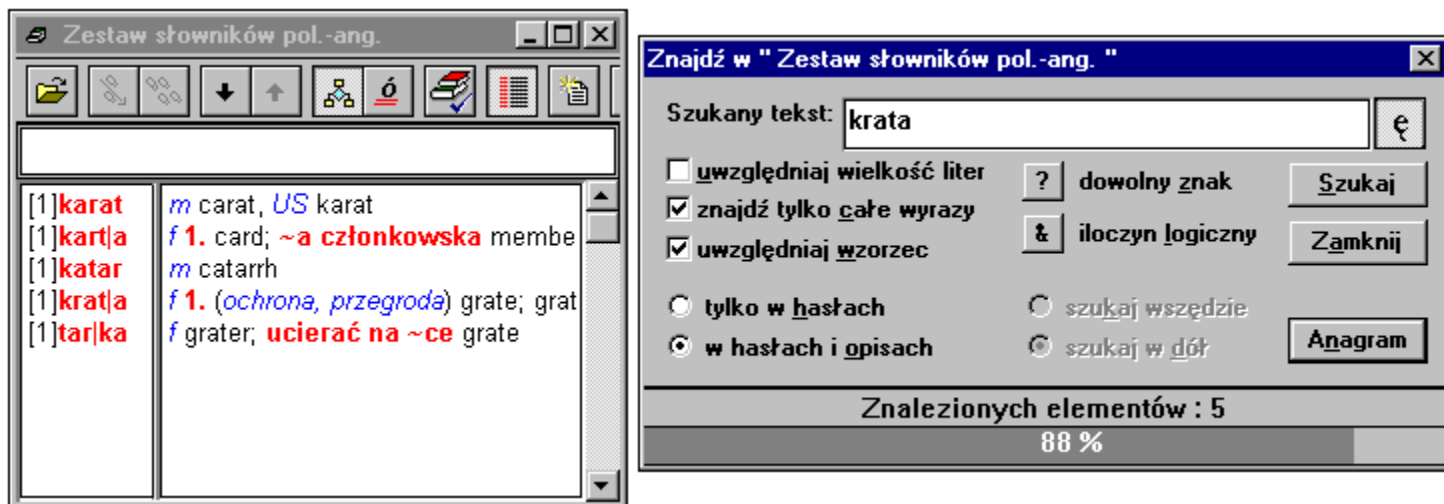 Zestaw słowników pol.-ang.
ó
[1]karat m carat, US karat
[1]kart|a f 1. card; ~a członkowska membe
[1]katar m catarrh
[1]krat|a f 1. (ochrona, przegroda) grate; grat
[1]tar|ka f grater; ucierać na ~ce grate
Znajdź w " Zestaw słowników pol.-ang. "
Szukany tekst: krata ę
uwzględniaj wielkość liter
znajdź tylko całe wyrazy
uwzględniaj wzorzec
? dowolny znak
& iloczyn logiczny
Szukaj
Zamknij
tylko w hasłach
w hasłach i opisach
szukaj wszędzie
szukaj w dół
Anagram
Znalezionych elementów : 5
88 %